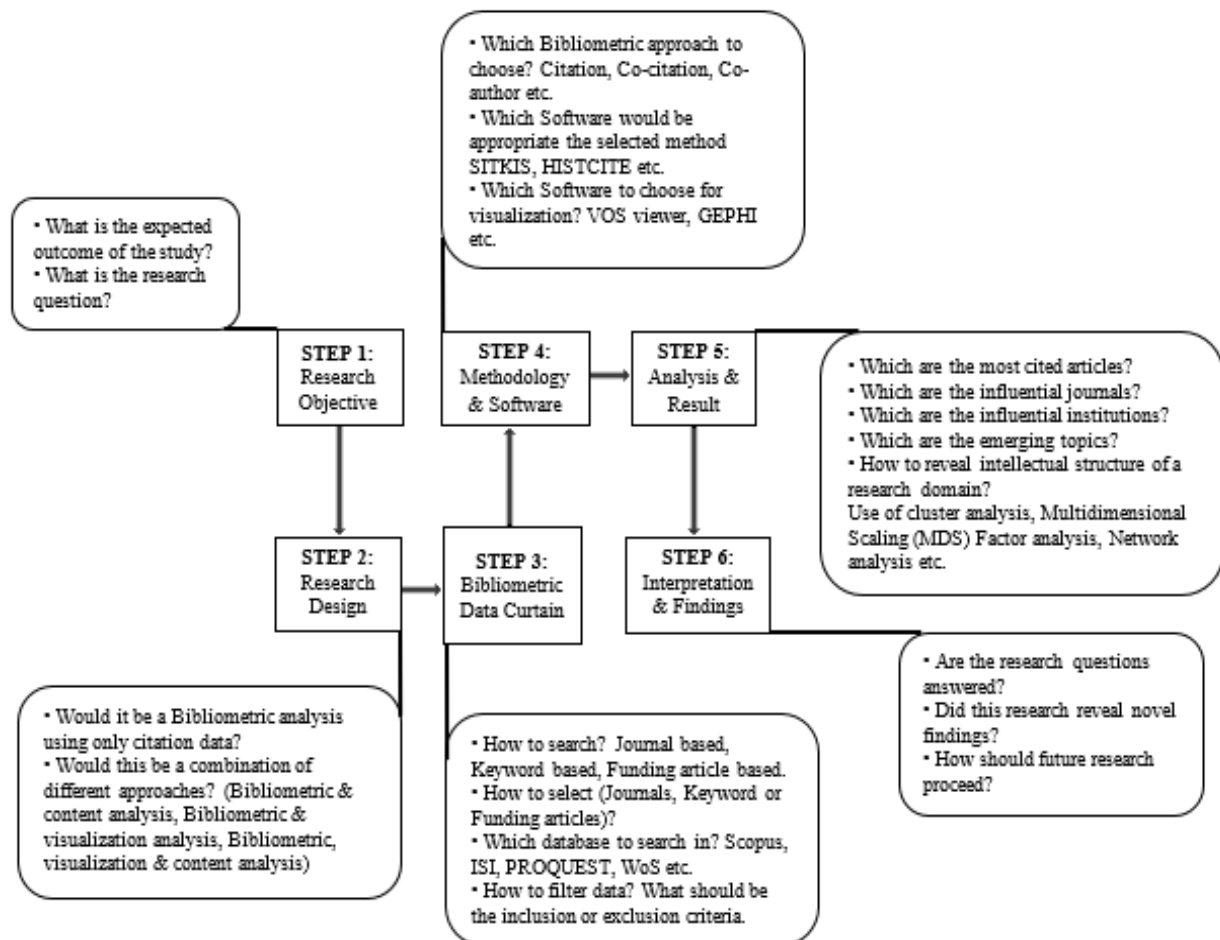 • What is the expected
outcome of the study?
• What is the research
question?
STEP 1:
Research
Objective
STEP 2:
Research
Design
• Would it be a Bibliometric analysis
using only citation data?
• Would this be a combination of
different approaches? (Bibliometric &
content analysis, Bibliometric &
visualization analysis, Bibliometric,
visualization & content analysis)
STEP 3:
Bibliometric
Data Curtain
• How to search? Journal based,
Keyword based, Funding article based.
• How to select (Journals, Keyword or
Funding articles)?
• Which database to search in? Scopus,
ISI, PROQUEST, WoS etc.
• How to filter data? What should be
the inclusion or exclusion criteria.
• Which Bibliometric approach to
choose? Citation, Co-citation, Co-
author etc.
• Which Software would be
appropriate the selected method
SITKIS, HISTCITE etc.
• Which Software to choose for
visualization? VOS viewer, GEPHI
etc.
STEP 4:
Methodology
& Software
STEP 5:
Analysis &
Result
• Which are the most cited articles?
• Which are the influential journals?
• Which are the influential institutions?
• Which are the emerging topics?
• How to reveal intellectual structure of a
research domain?
Use of cluster analysis, Multidimensional
Scaling (MDS) Factor analysis, Network
analysis etc.
STEP 6:
Interpretation
& Findings
• Are the research questions
answered?
• Did this research reveal novel
findings?
• How should future research
proceed?